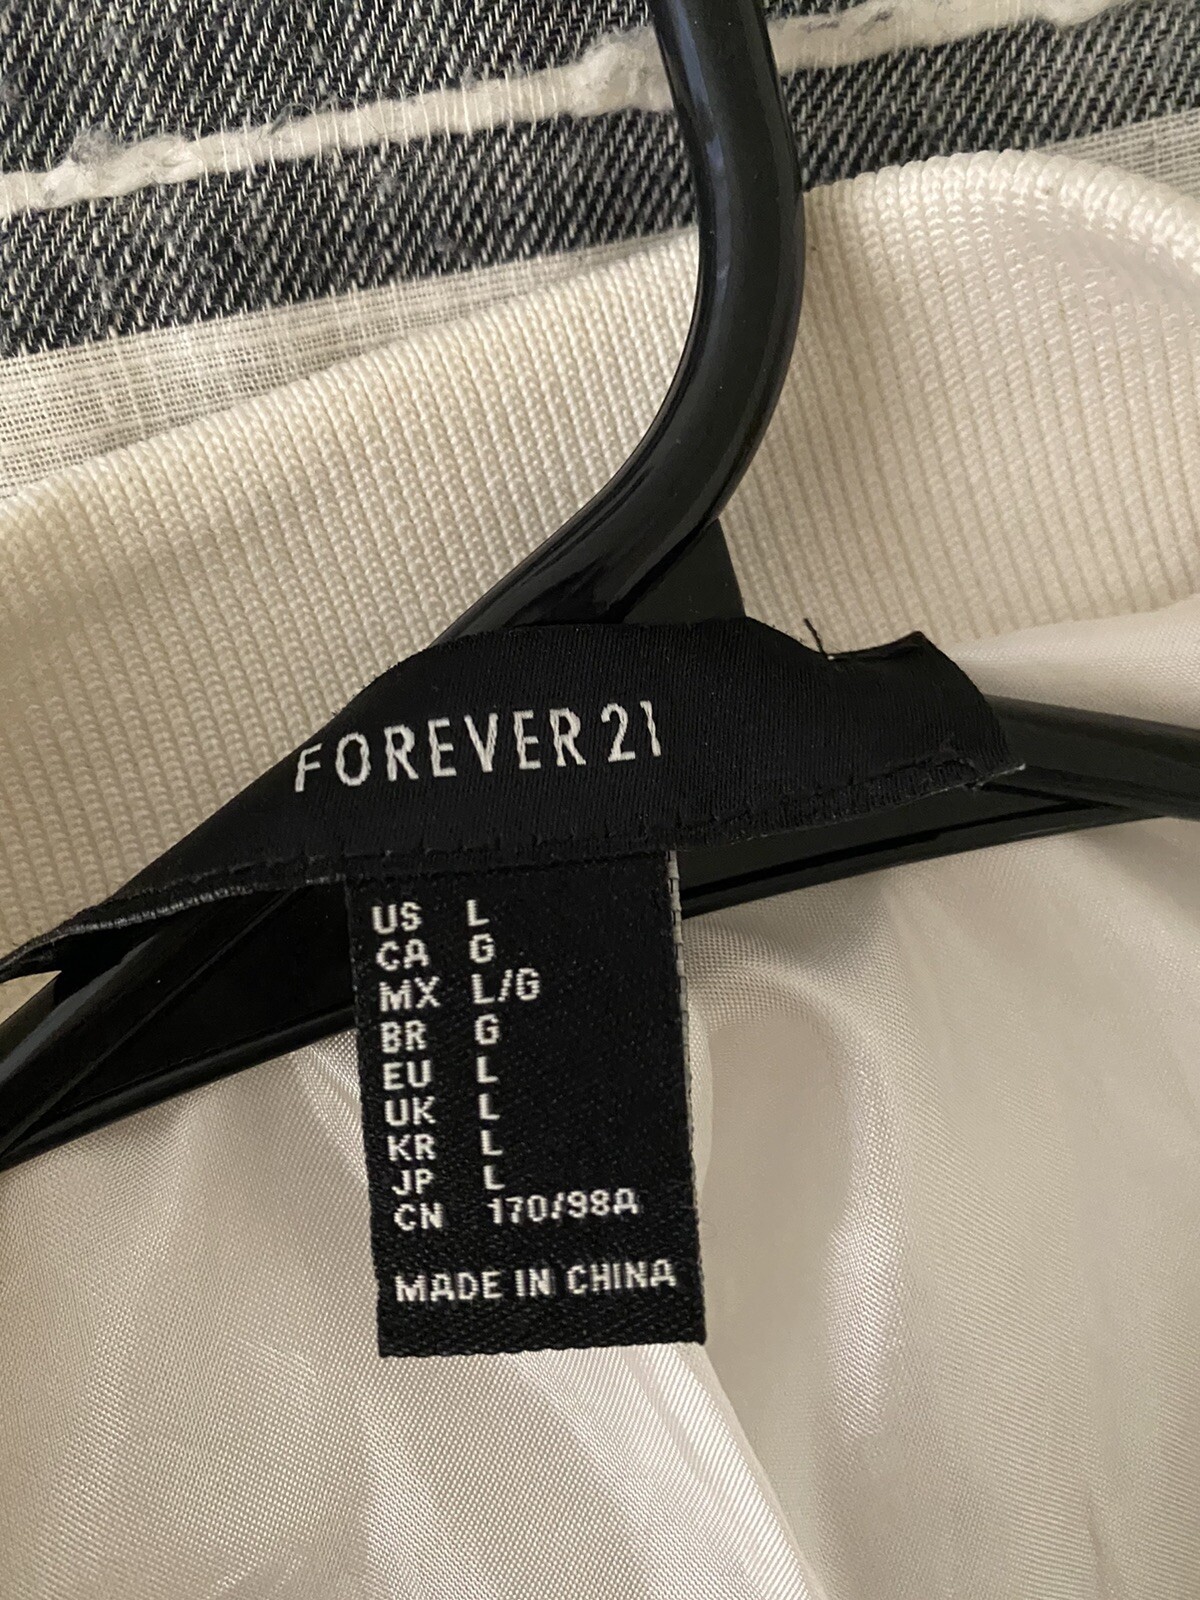 FOREVER 21
US L
CA G
MX L/G
BR G
EU L
UK L
KR L
JP L
CN 170/98A
MADE IN CHINA